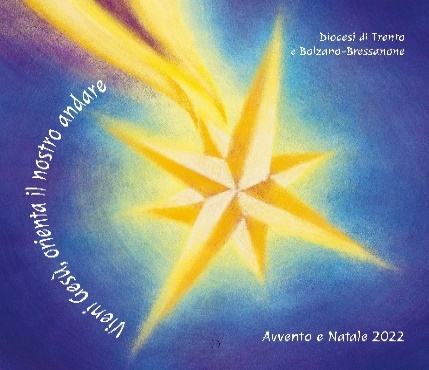 Diocesi di Trento
e Bolzano-Bressanone
Vieni Gesù, orienta il nostro andare
Avvento e Natale 2022